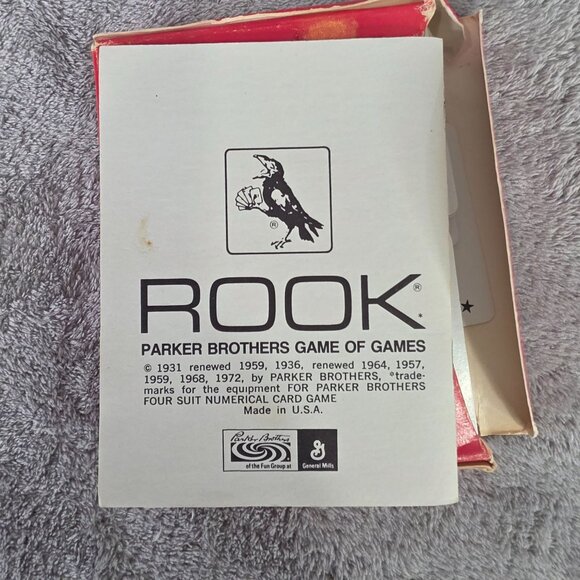 ®
ROOK®
*
PARKER BROTHERS GAME OF GAMES
© 1931 renewed 1959, 1936, renewed 1964, 1957,
1959, 1968, 1972, by PARKER BROTHERS, *trade-
marks for the equipment FOR PARKER BROTHERS
FOUR SUIT NUMERICAL CARD GAME
Made in U.S.A.
Parker Brothers
of the Fun Group at
G
General Mills